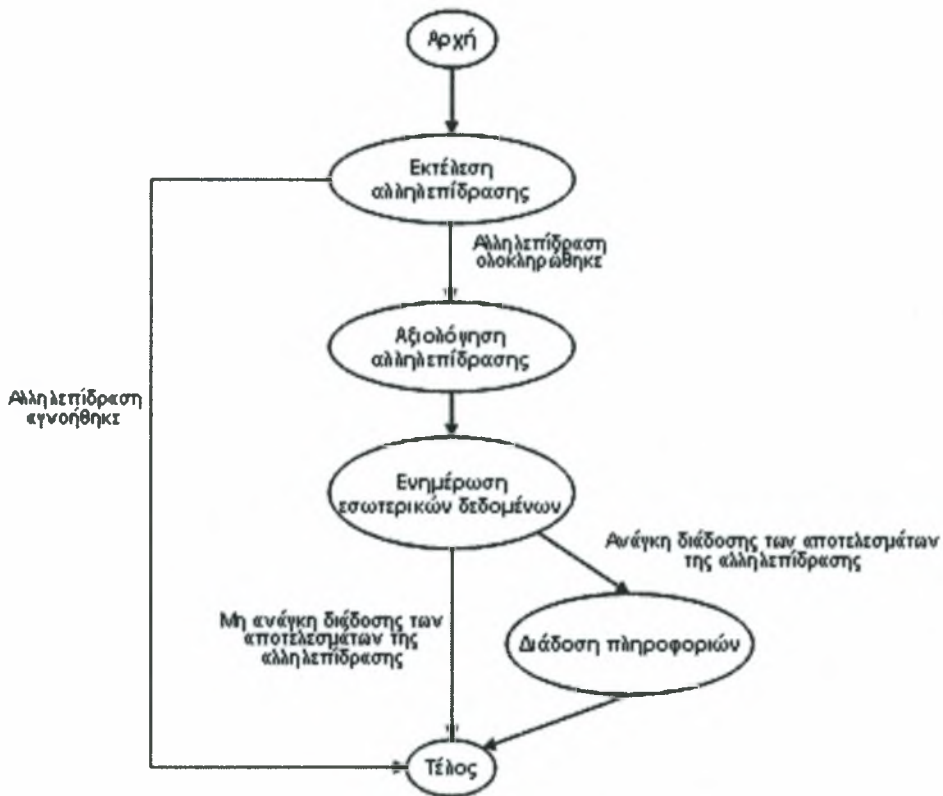 Αρχή
Εκτέλεση
αλληλεπίδρασης
Αλληλεπίδραση
ολοκληρώθηκε
Αξιολόγηση
αλληλεπίδρασης
Αλληλεπίδραση
αγνοήθηκε
Ενημέρωση
εσωτερικών δεδομένων
Ανάγκη διάδοσης των αποτελεσμάτων
της αλληλεπίδρασης
Μη ανάγκη διάδοσης των
αποτελεσμάτων της
αλληλεπίδρασης
Διάδοση πληροφοριών
Τέλος